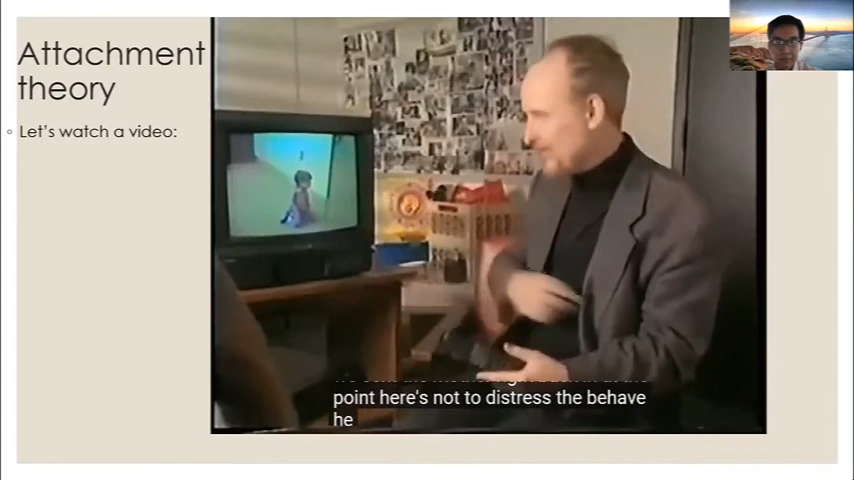 Attachment
theory
Let's watch a video:
point here's not to distress the behave
he